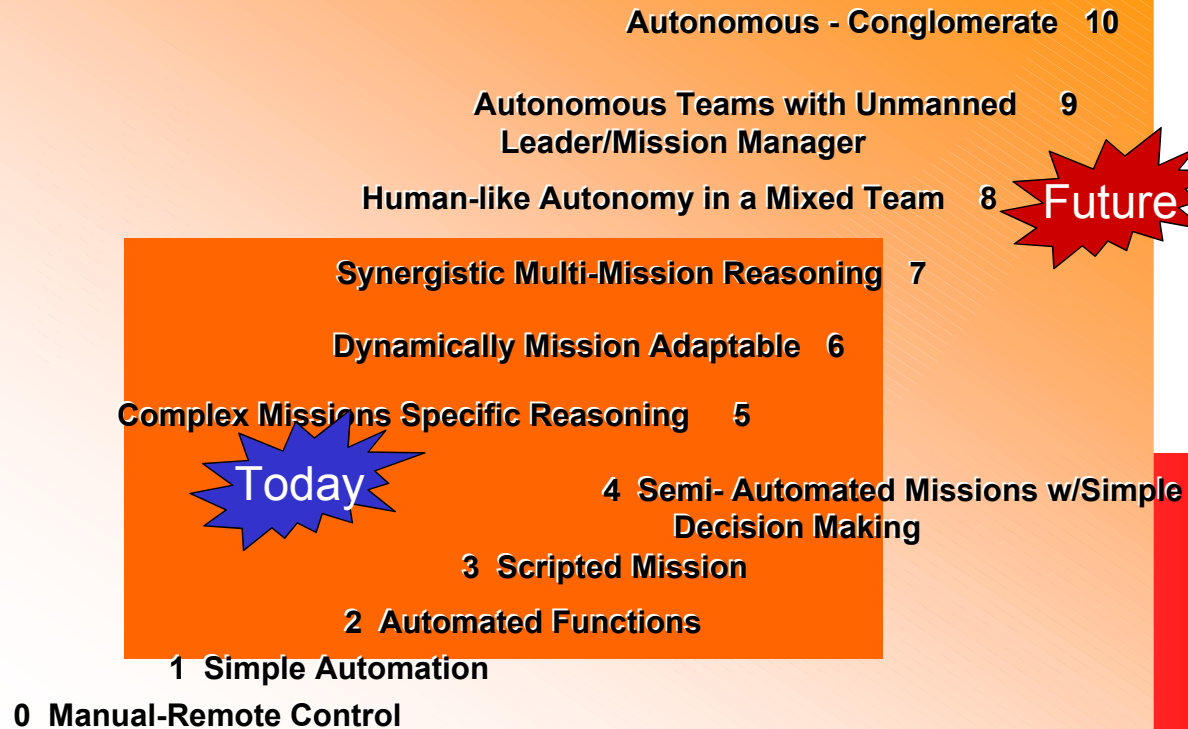 Autonomous - Conglomerate 10
Autonomous Teams with Unmanned 9
Leader/Mission Manager
Human-like Autonomy in a Mixed Team 8
Future
Synergistic Multi-Mission Reasoning 7
Dynamically Mission Adaptable 6
Complex Missions Specific Reasoning 5
Today
4 Semi- Automated Missions w/Simple
Decision Making
3 Scripted Mission
2 Automated Functions
1 Simple Automation
0 Manual-Remote Control